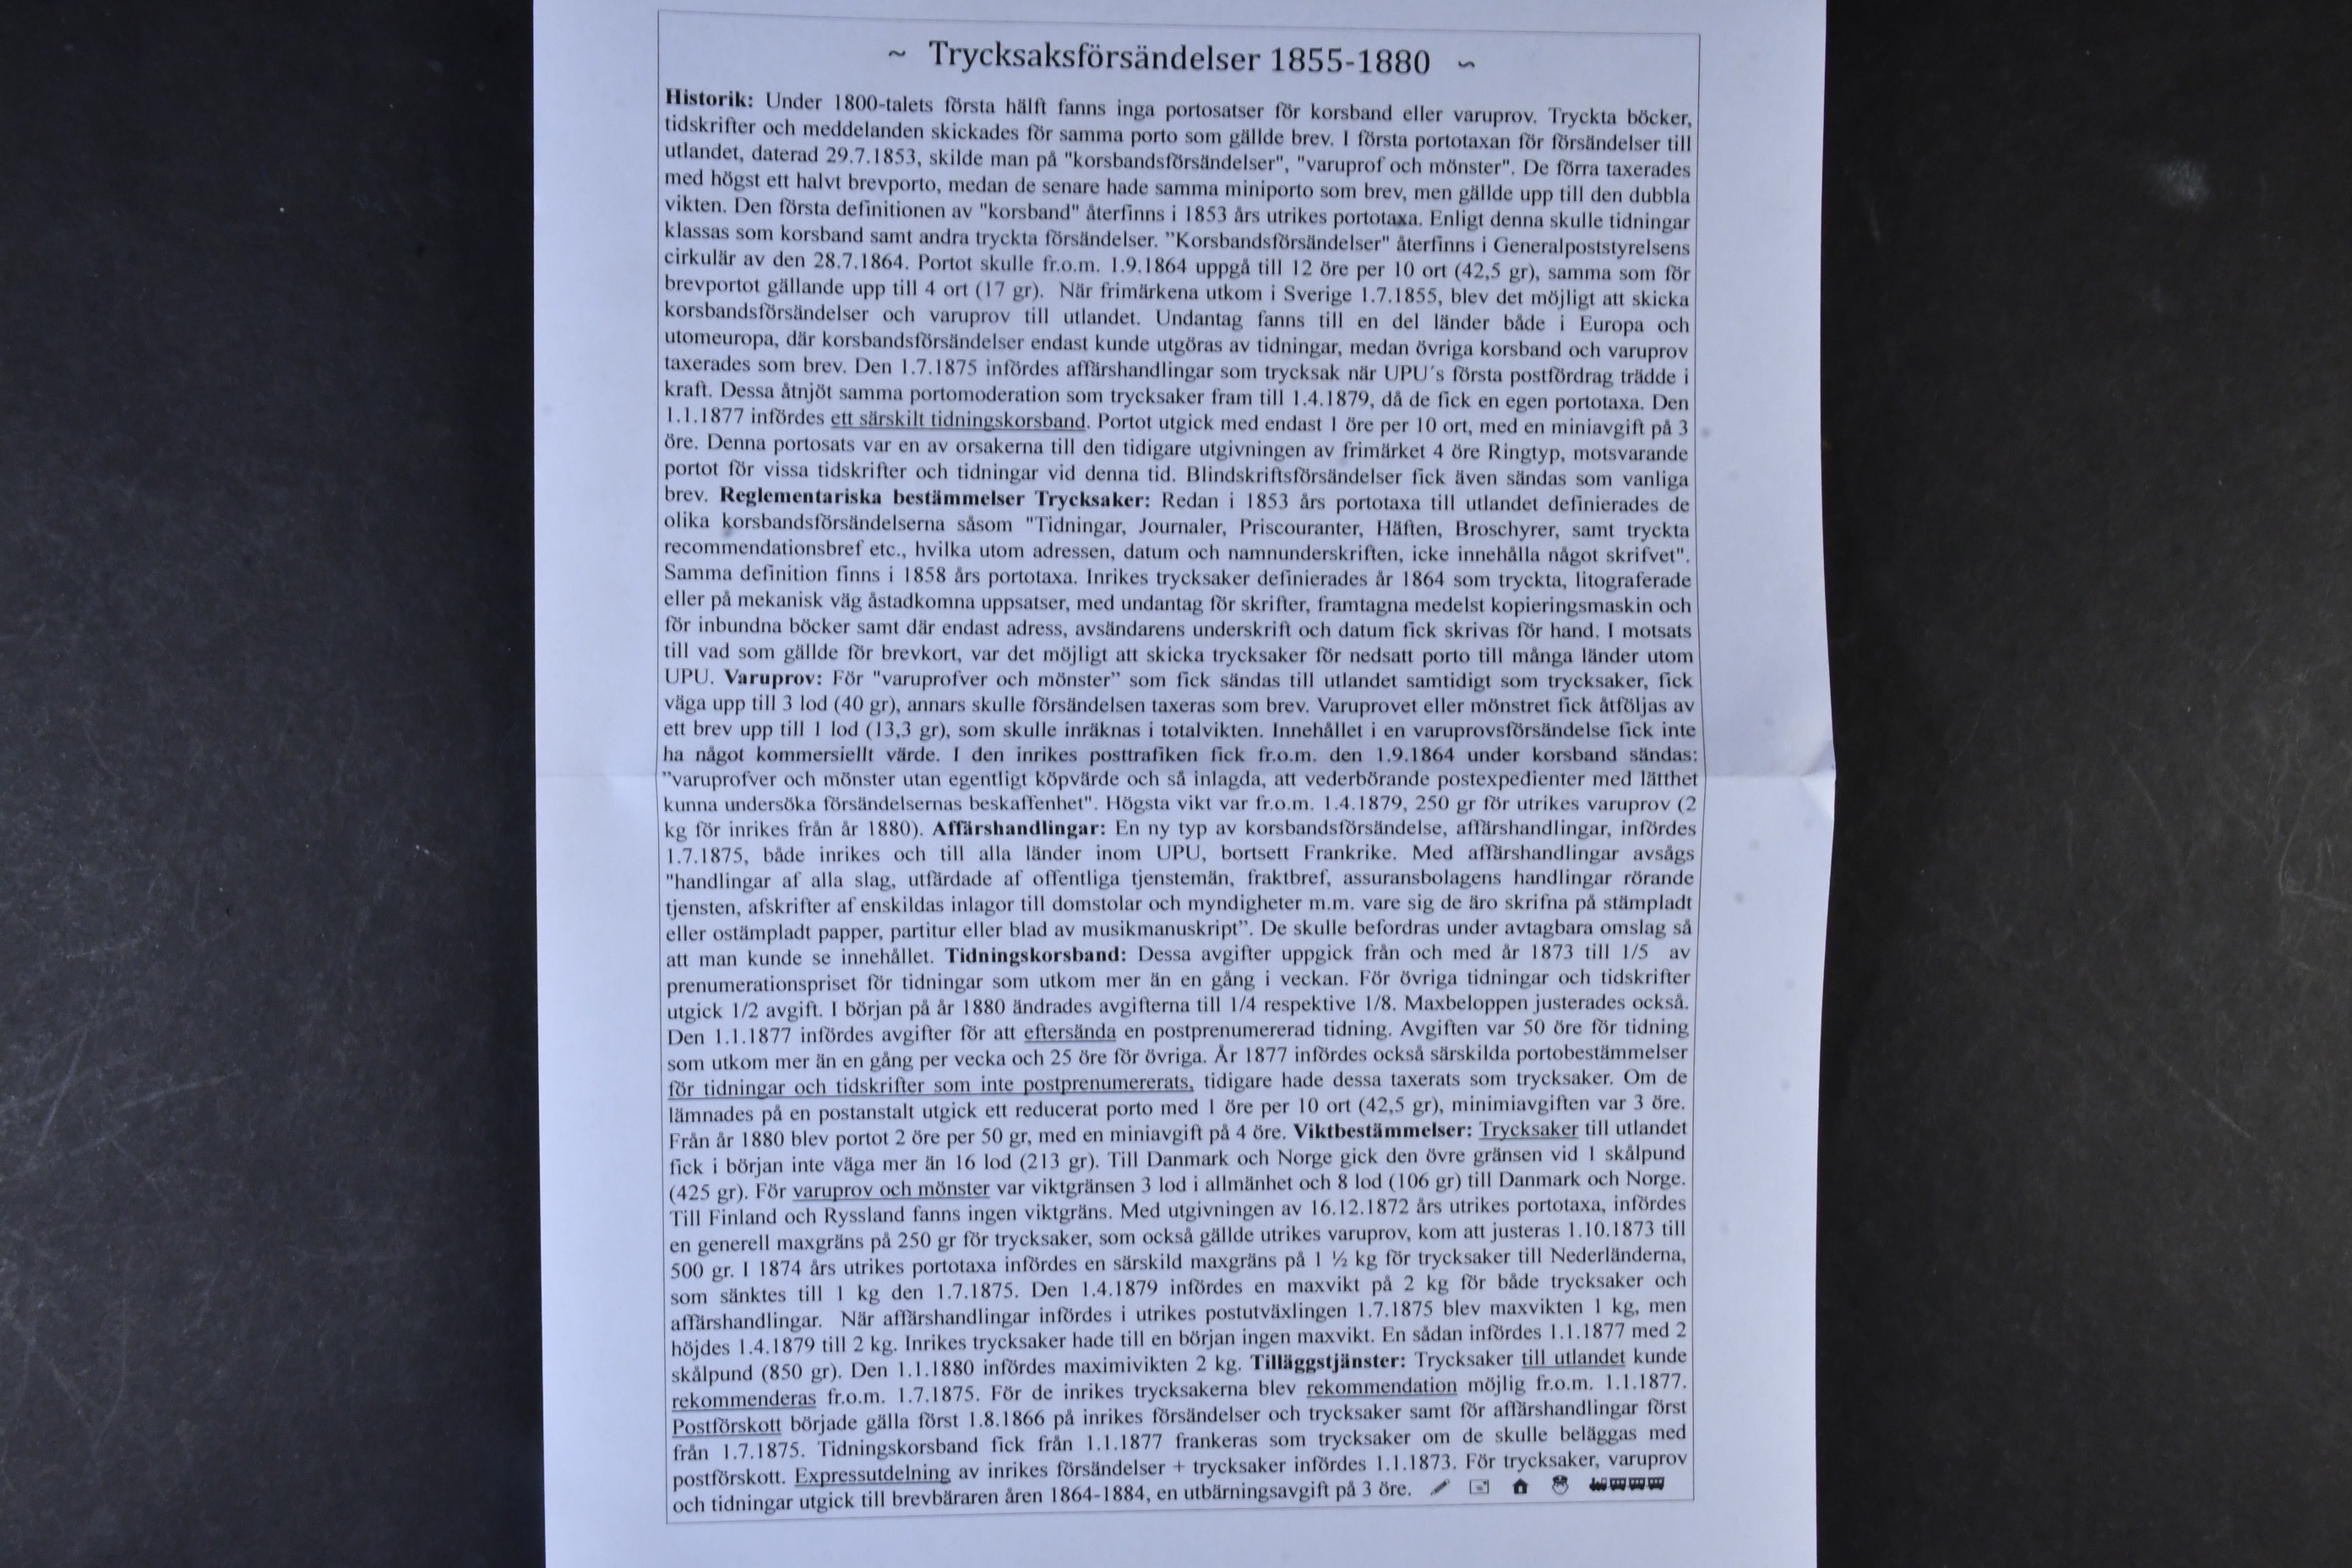 ~ Trycksaksförsändelser 1855-1880 ~
Historik: Under 1800-talets första hälft fanns inga portosatser för korsband eller varuprov. Tryckta böcker,
tidskrifter och meddelanden skickades för samma porto som gällde brev. I första portotaxan för försändelser till
utlandet, daterad 29.7.1853, skilde man på "korsbandsförsändelser", "varuprof och mönster". De förra taxerades
med högst ett halvt brevporto, medan de senare hade samma miniporto som brev, men gällde upp till den dubbla
vikten. Den första definitionen av "korsband" återfinns i 1853 års utrikes portotaxa. Enligt denna skulle tidningar
klassas som korsband samt andra tryckta försändelser. ”Korsbandsförsändelser" återfinns i Generalpoststyrelsens
cirkulär av den 28.7.1864. Portot skulle fr.o.m. 1.9.1864 uppgå till 12 öre per 10 ort (42,5 gr), samma som för
brevportot gällande upp till 4 ort (17 gr). När frimärkena utkom i Sverige 1.7.1855, blev det möjligt att skicka
korsbandsförsändelser och varuprov till utlandet. Undantag fanns till en del länder både i Europa och
utomeuropa, där korsbandsförsändelser endast kunde utgöras av tidningar, medan övriga korsband och varuprov
taxerades som brev. Den 1.7.1875 infördes affärshandlingar som trycksak när UPU´s första postfördrag trädde i
kraft. Dessa åtnjöt samma portomoderation som trycksaker fram till 1.4.1879, då de fick en egen portotaxa. Den
1.1.1877 infördes ett särskilt tidningskorsband. Portot utgick med endast 1 öre per 10 ort, med en miniavgift på 3
öre. Denna portosats var en av orsakerna till den tidigare utgivningen av frimärket 4 öre Ringtyp, motsvarande
portot för vissa tidskrifter och tidningar vid denna tid. Blindskriftsförsändelser fick även sändas som vanliga
brev. Reglementariska bestämmelser Trycksaker: Redan i 1853 års portotaxa till utlandet definierades de
olika korsbandsförsändelserna såsom "Tidningar, Journaler, Priscouranter, Häften, Broschyrer, samt tryckta
recommendationsbref etc., hvilka utom adressen, datum och namnunderskriften, icke innehålla något skrifvet".
Samma definition finns i 1858 års portotaxa. Inrikes trycksaker definierades år 1864 som tryckta, litograferade
eller på mekanisk väg åstadkomna uppsatser, med undantag för skrifter, framtagna medelst kopieringsmaskin och
för inbundna böcker samt där endast adress, avsändarens underskrift och datum fick skrivas för hand. I motsats
till vad som gällde för brevkort, var det möjligt att skicka trycksaker för nedsatt porto till många länder utom
UPU. Varuprov: För "varuprofver och mönster” som fick sändas till utlandet samtidigt som trycksaker, fick
väga upp till 3 lod (40 gr), annars skulle försändelsen taxeras som brev. Varuprovet eller mönstret fick åtföljas av
ett brev upp till 1 lod (13,3 gr), som skulle inräknas i totalvikten. Innehållet i en varuprovsförsändelse fick inte
ha något kommersiellt värde. I den inrikes posttrafiken fick fr.o.m. den 1.9.1864 under korsband sändas:
”varuprofver och mönster utan egentligt köpvärde och så inlagda, att vederbörande postexpedienter med lätthet
kunna undersöka försändelsernas beskaffenhet". Högsta vikt var fr.o.m. 1.4.1879, 250 gr för utrikes varuprov (2
kg för inrikes från år 1880). Affärshandlingar: En ny typ av korsbandsförsändelse, affärshandlingar, infördes
1.7.1875, både inrikes och till alla länder inom UPU, bortsett Frankrike. Med affärshandlingar avsågs
"handlingar af alla slag, utfärdade af offentliga tjenstemän, fraktbref, assuransbolagens handlingar rörande
tjensten, afskrifter af enskildas inlagor till domstolar och myndigheter m.m. vare sig de äro skrifna på stämpladt
eller ostämpladt papper, partitur eller blad av musikmanuskript”. De skulle befordras under avtagbara omslag så
att man kunde se innehållet. Tidningskorsband: Dessa avgifter uppgick från och med år 1873 till 1/5 av
prenumerationspriset för tidningar som utkom mer än en gång i veckan. För övriga tidningar och tidskrifter
utgick 1/2 avgift. I början på år 1880 ändrades avgifterna till 1/4 respektive 1/8. Maxbeloppen justerades också.
Den 1.1.1877 infördes avgifter för att eftersända en postprenumererad tidning. Avgiften var 50 öre för tidning
som utkom mer än en gång per vecka och 25 öre för övriga. År 1877 infördes också särskilda portobestämmelser
för tidningar och tidskrifter som inte postprenumererats, tidigare hade dessa taxerats som trycksaker. Om de
lämnades på en postanstalt utgick ett reducerat porto med 1 öre per 10 ort (42,5 gr), minimiavgiften var 3 öre.
Från år 1880 blev portot 2 öre per 50 gr, med en miniavgift på 4 öre. Viktbestämmelser: Trycksaker till utlandet
fick i början inte väga mer än 16 lod (213 gr). Till Danmark och Norge gick den övre gränsen vid 1 skålpund
(425 gr). För varuprov och mönster var viktgränsen 3 lod i allmänhet och 8 lod (106 gr) till Danmark och Norge.
Till Finland och Ryssland fanns ingen viktgräns. Med utgivningen av 16.12.1872 års utrikes portotaxa, infördes
en generell maxgräns på 250 gr för trycksaker, som också gällde utrikes varuprov, kom att justeras 1.10.1873 till
500 gr. I 1874 års utrikes portotaxa infördes en särskild maxgräns på 1 ½ kg för trycksaker till Nederländerna,
som sänktes till 1 kg den 1.7.1875. Den 1.4.1879 infördes en maxvikt på 2 kg för både trycksaker och
affärshandlingar. När affärshandlingar infördes i utrikes postutväxlingen 1.7.1875 blev maxvikten 1 kg, men
höjdes 1.4.1879 till 2 kg. Inrikes trycksaker hade till en början ingen maxvikt. En sådan infördes 1.1.1877 med 2
skålpund (850 gr). Den 1.1.1880 infördes maximivikten 2 kg. Tilläggstjänster: Trycksaker till utlandet kunde
rekommenderas fr.o.m. 1.7.1875. För de inrikes trycksakerna blev rekommendation möjlig fr.o.m. 1.1.1877.
Postförskott började gälla först 1.8.1866 på inrikes försändelser och trycksaker samt för affärshandlingar först
från 1.7.1875. Tidningskorsband fick från 1.1.1877 frankeras som trycksaker om de skulle beläggas med
postförskott. Expressutdelning av inrikes försändelser + trycksaker infördes 1.1.1873. För trycksaker, varuprov
och tidningar utgick till brevbäraren åren 1864-1884, en utbärningsavgift på 3 öre.